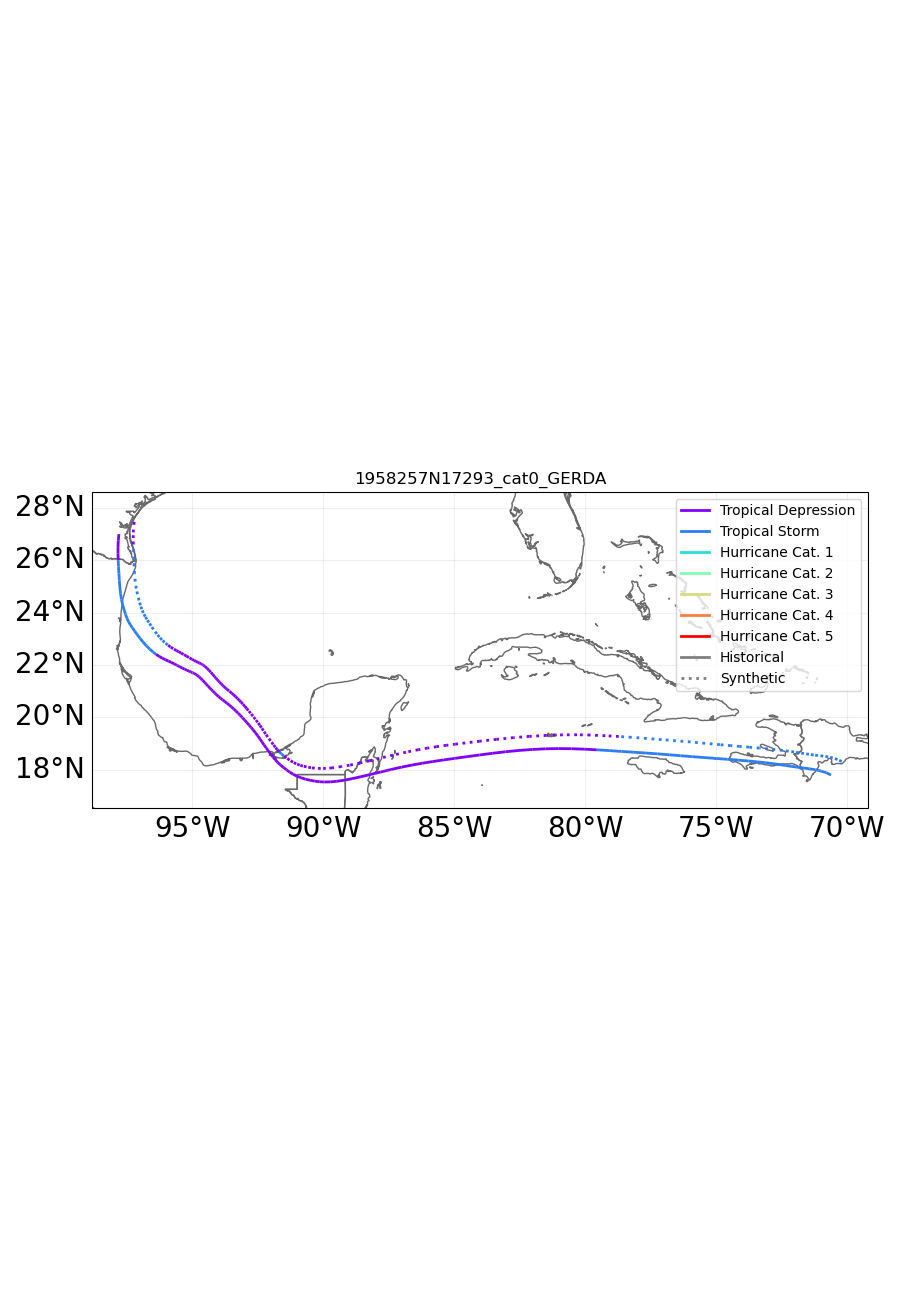 1958257N17293_cat0_GERDA
Tropical Depression
Tropical Storm
Hurricane Cat. 1
Hurricane Cat. 2
Hurricane Cat. 3
Hurricane Cat. 4
Hurricane Cat. 5
Historical
Synthetic
28°N
26°N
24°N
22°N
20°N
18°N
95°W 90°W 85°W 80°W 75°W 70°W